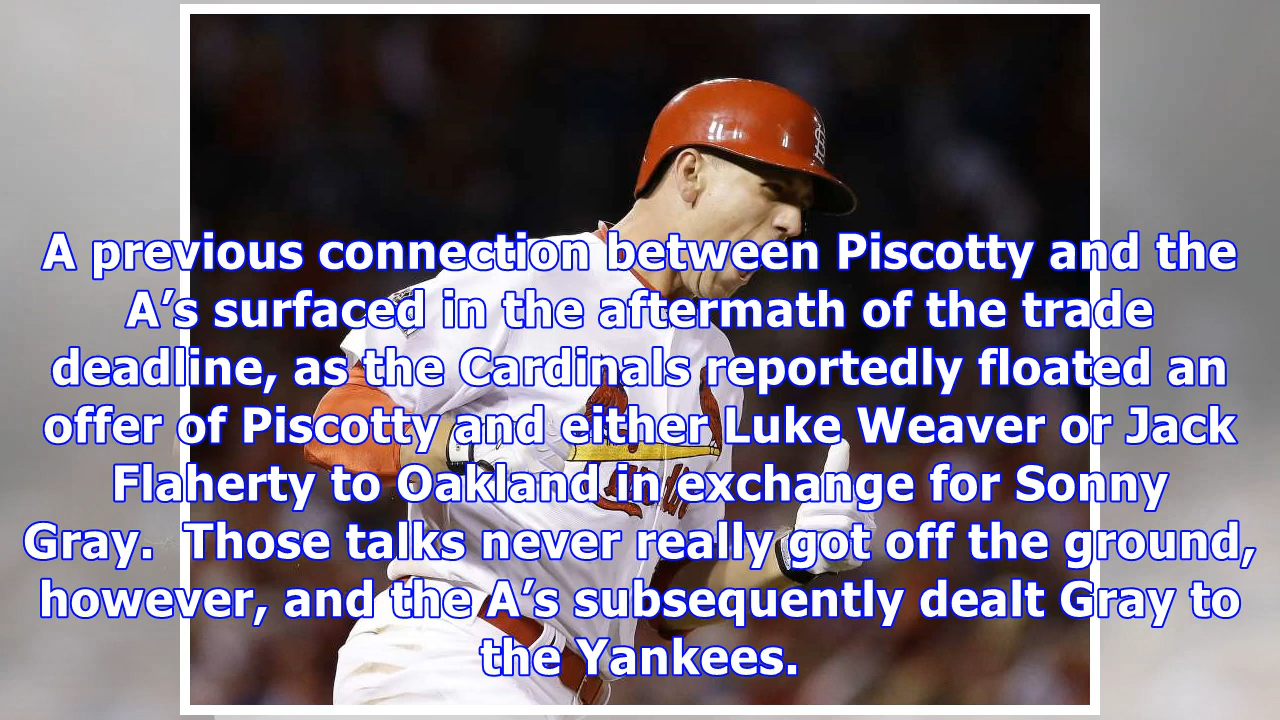 A previous connection between Piscotty and the
A’s surfaced in the aftermath of the trade
deadline, as the Cardinals reportedly floated an
offer of Piscotty and either Luke Weaver or Jack
Flaherty to Oakland in exchange for Sonny
Gray.  Those talks never really got off the ground,
however, and the A’s subsequently dealt Gray to
the Yankees.